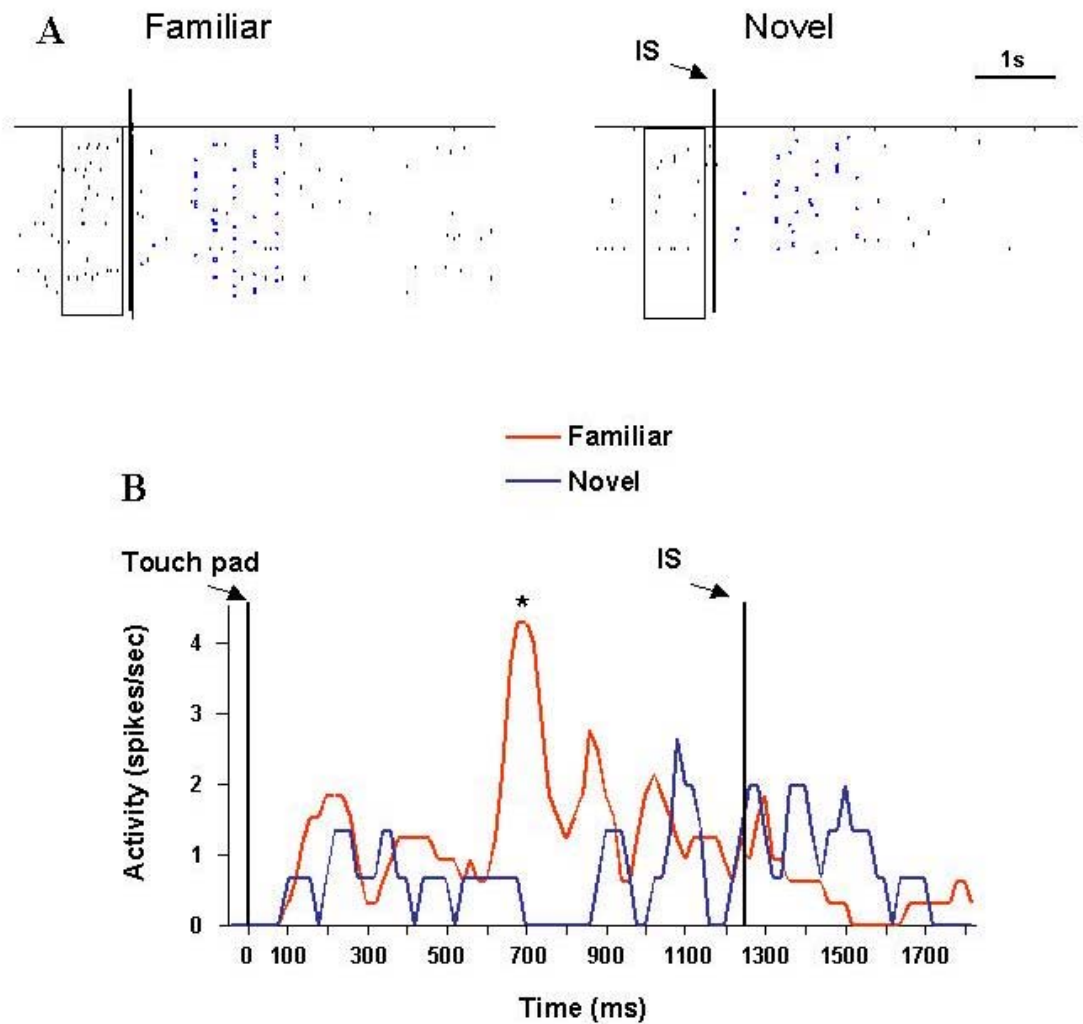 A
Familiar
Novel
IS
1s
Familiar
Novel
B
Touch pad
IS
*
Activity (spikes/sec)
4
3
2
1
0
0 100 300 500 700 900 1100 1300 1500 1700
Time (ms)